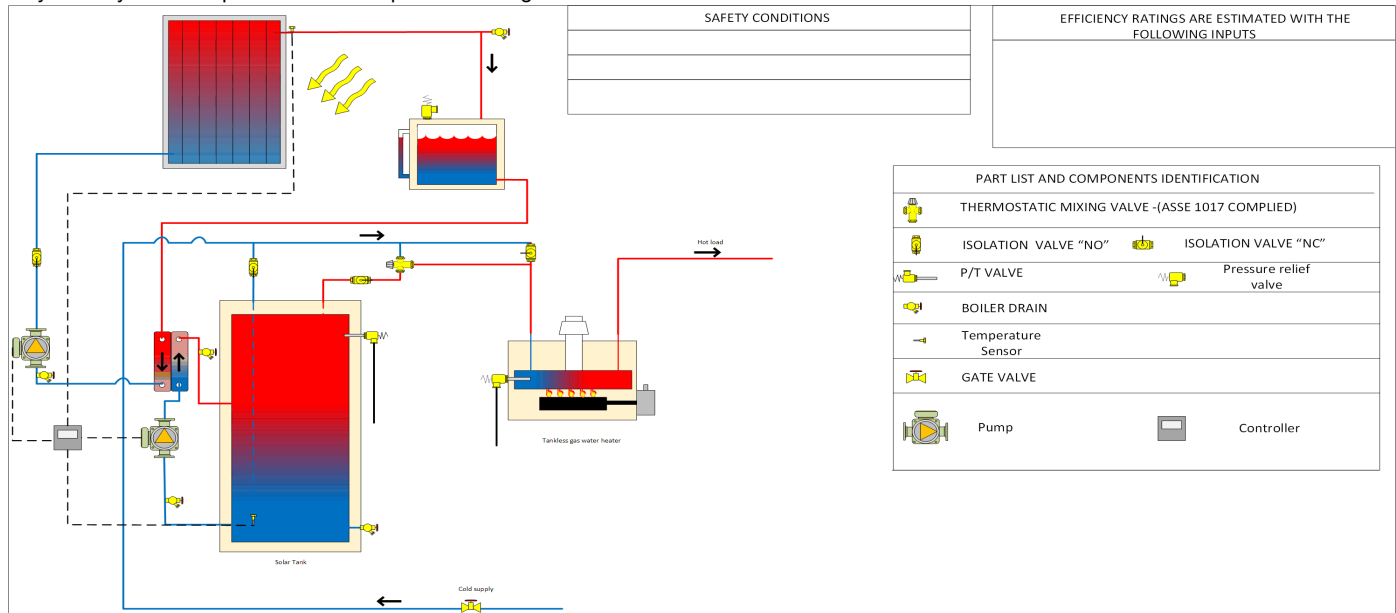 SAFETY CONDITIONS
EFFICIENCY RATINGS ARE ESTIMATED WITH THE
FOLLOWING INPUTS
PART LIST AND COMPONENTS IDENTIFICATION
THERMOSTATIC MIXING VALVE -(ASSE 1017 COMPLIED)
ISOLATION VALVE “NO”
ISOLATION VALVE “NC”
P/T VALVE
Pressure relief
valve
BOILER DRAIN
Temperature
Sensor
GATE VALVE
Pump
Controller
Hot load
Tankless gas water heater
Solar Tank
Cold supply